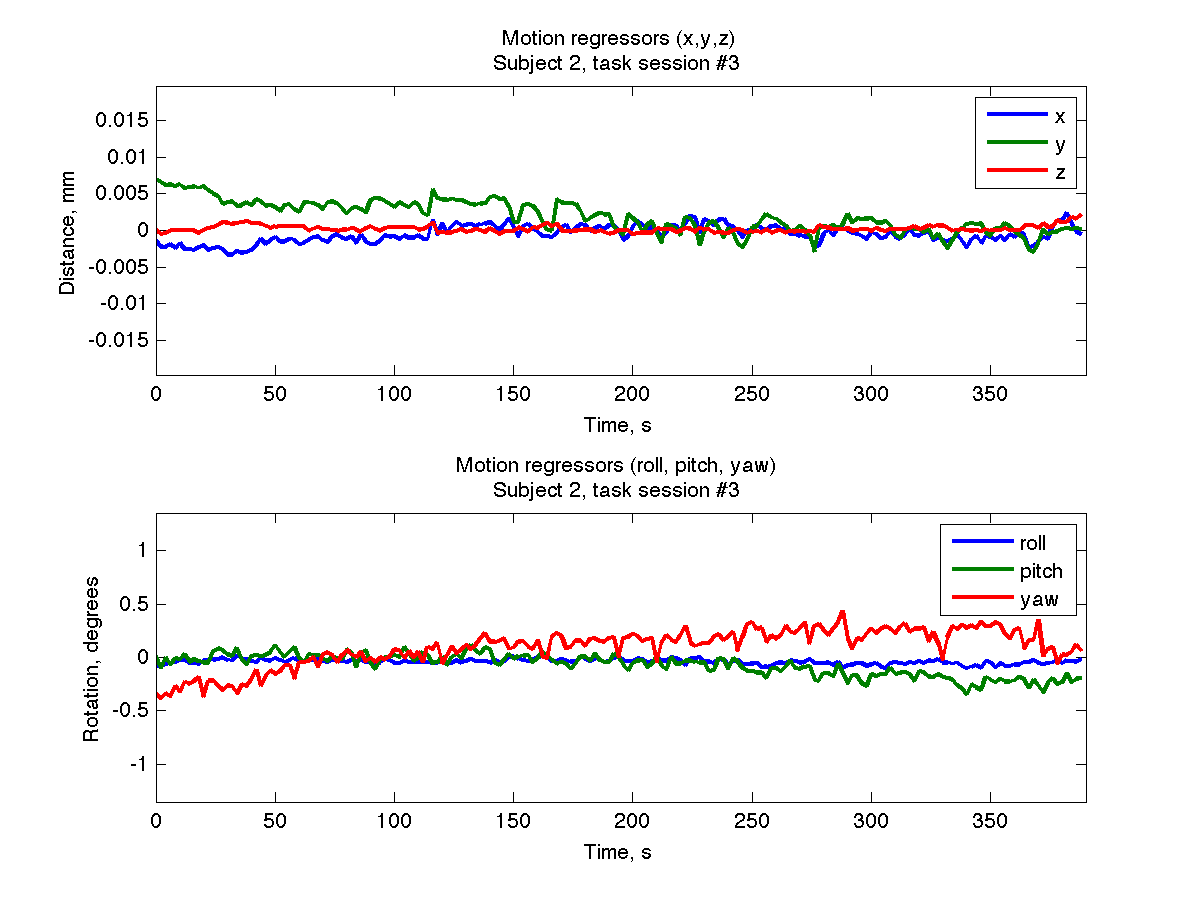 Motion regressors (x,y,z)
Subject 2, task session #3
0.015
0.01
0.005
0
-0.005
-0.01
-0.015
Distance, mm
x
y
z
0 50 100 150 200 250 300 350
Time, s
Motion regressors (roll, pitch, yaw)
Subject 2, task session #3
1
0.5
0
-0.5
-1
Rotation, degrees
roll
pitch
yaw
0 50 100 150 200 250 300 350
Time, s